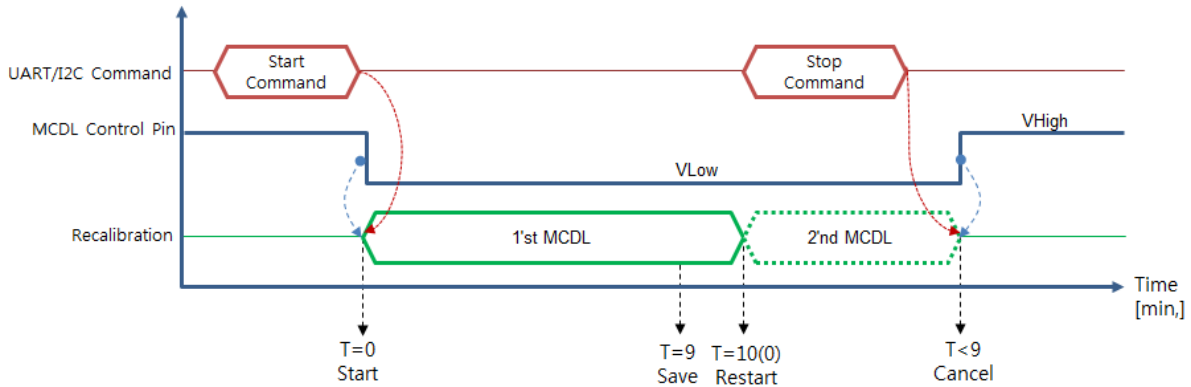 Start
Command
Stop
Command
UART/I2C Command
MCDL Control Pin
VHigh
VLow
Recalibration
1'st MCDL
2'nd MCDL
Time
[min,]
T=0
Start
T=9
Save
T=10(0)
Restart
T<9
Cancel